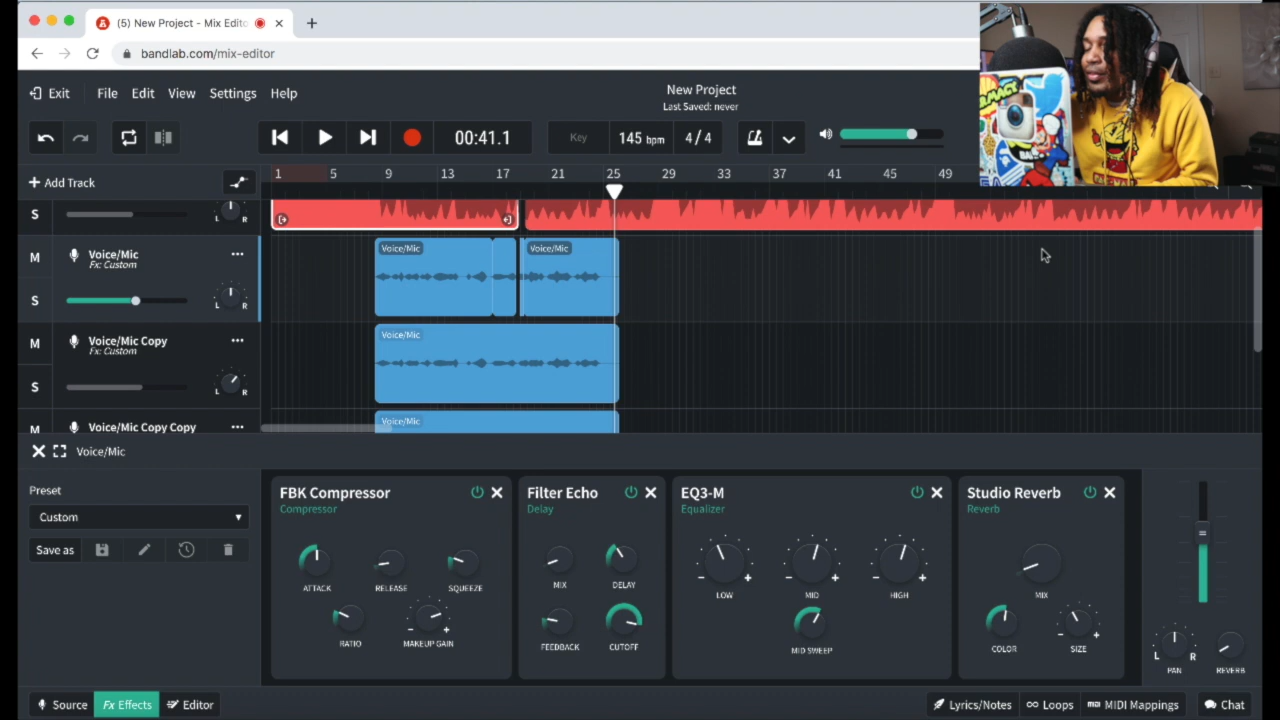 (5) New Project - Mix Edito
bandlab.com/mix-editor
Exit File Edit View Settings Help
New Project
Last Saved: never
00:41.1 Key 145 bpm 4 / 4
Add Track
1 5 9 13 17 21 25 29 33 37 41 45 49
S L R
M Voice/Mic
Fx: Custom
S L R
Voice/Mic Voice/Mic
M Voice/Mic Copy
Fx: Custom
S L R
Voice/Mic
M Voice/Mic Copy Copy
Voice/Mic
Voice/Mic
Preset
Custom
Save as
FBK Compressor
Compressor
ATTACK RELEASE SQUEEZE
RATIO MAKEUP GAIN
Filter Echo
Delay
MIX DELAY
FEEDBACK CUTOFF
EQ3-M
Equalizer
LOW MID HIGH
MID SWEEP
Studio Reverb
Reverb
MIX
COLOR SIZE
L R
PAN REVERB
Source Fx Effects Editor
Lyrics/Notes Loops MIDI MIDI Mappings Chat